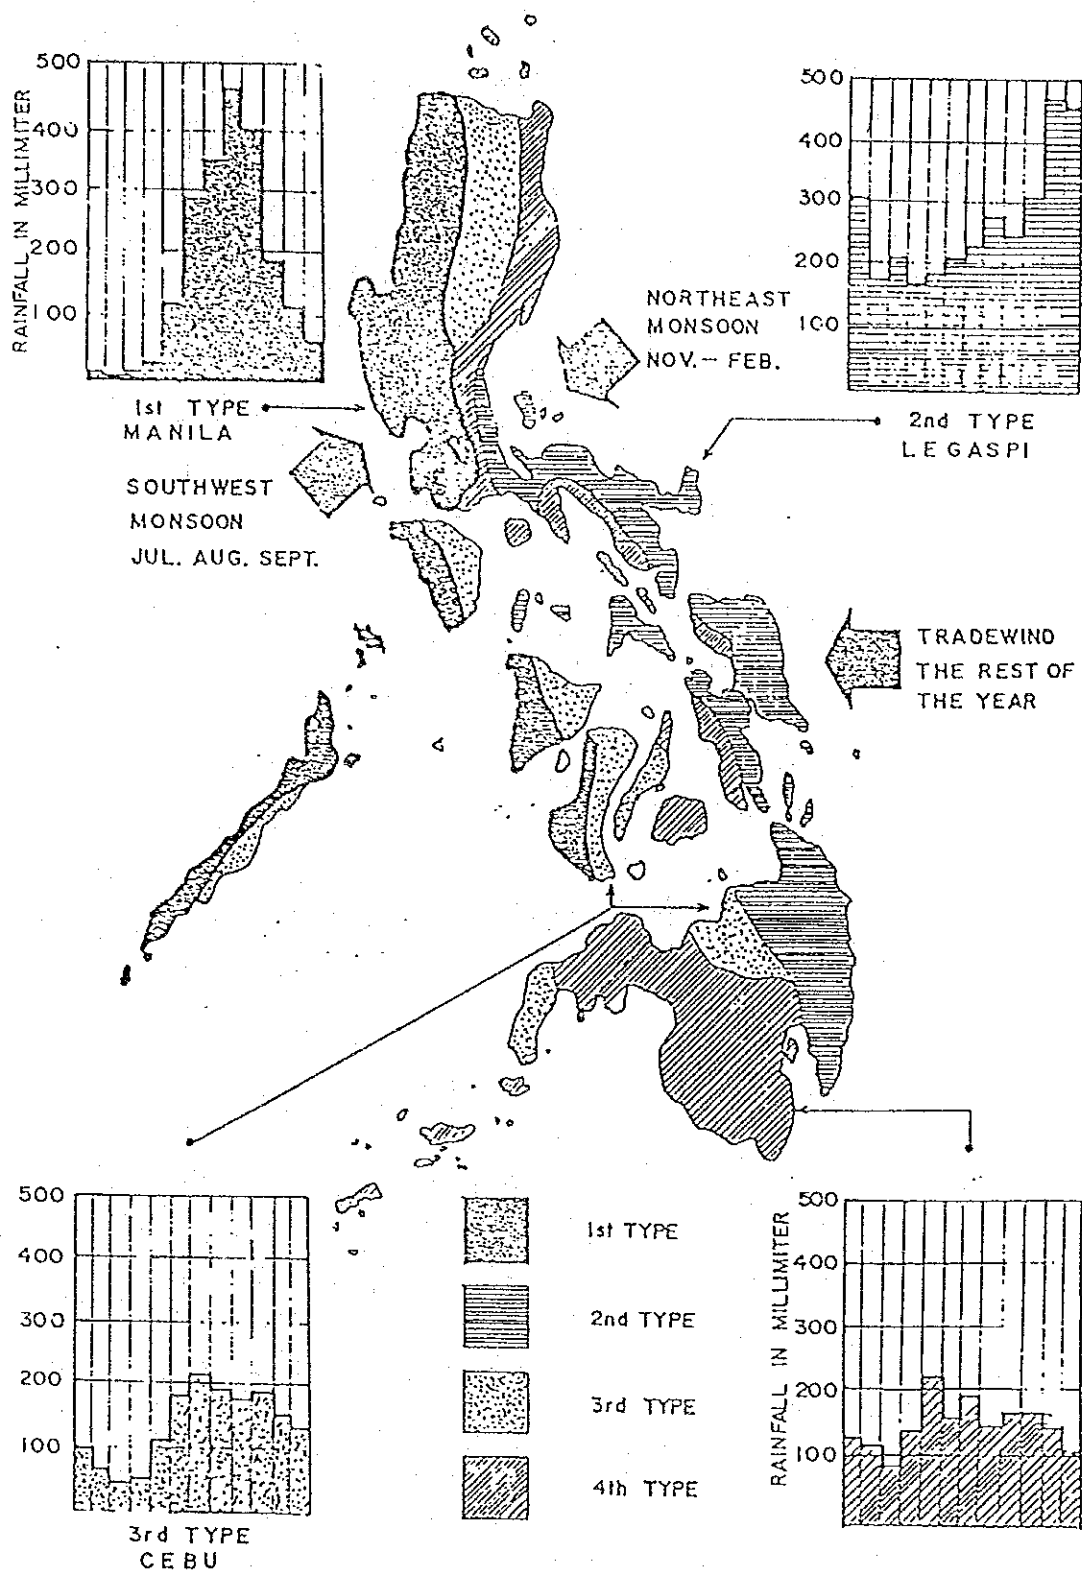 RAINFALL IN MILLIMITER
500
400
300
200
100
1st TYPE
MANILA
SOUTHWEST
MONSOON
JUL. AUG. SEPT.
NORTHEAST
MONSOON
NOV.- FEB.
500
400
300
200
100
2nd TYPE
LEGASPI
TRADEWIND
THE REST OF
THE YEAR
500
400
300
200
100
3rd TYPE
CEBU
1st TYPE
2nd TYPE
3rd TYPE
4th TYPE
RAINFALL IN MILLIMITER
500
400
300
200
100